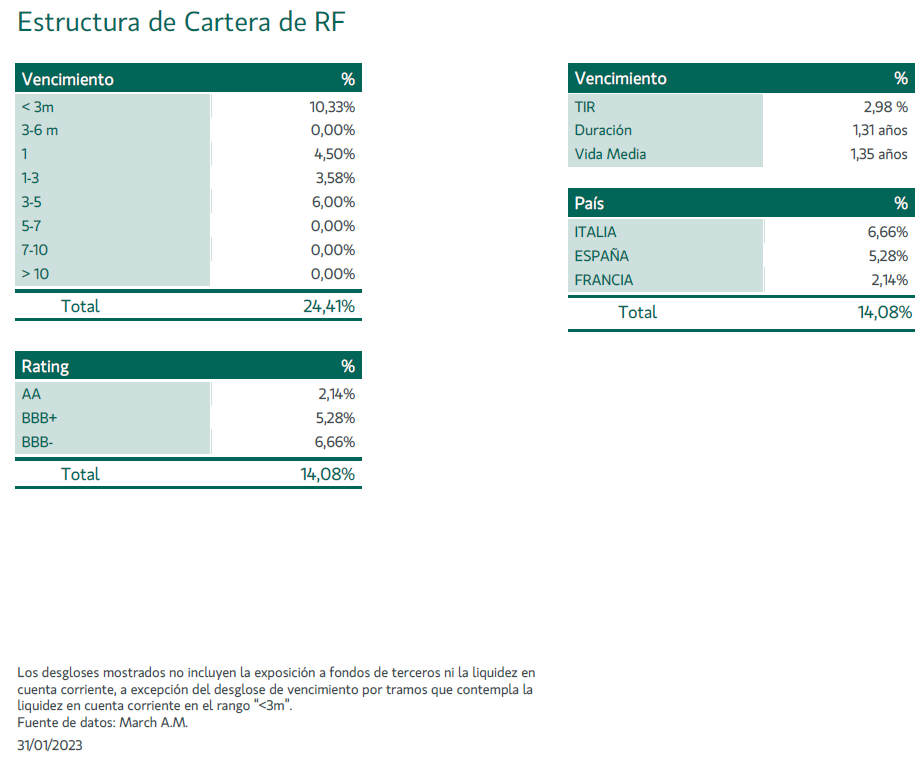 Estructura de Cartera de RF
Vencimiento %
< 3m 10,33%
3-6 m 0,00%
1 4,50%
1-3 3,58%
3-5 6,00%
5-7 0,00%
7-10 0,00%
> 10 0,00%
Total 24,41%
Rating %
AA 2,14%
BBB+ 5,28%
BBB- 6,66%
Total 14,08%
Vencimiento %
TIR 2,98 %
Duración 1,31 años
Vida Media 1,35 años
País %
ITALIA 6,66%
ESPAÑA 5,28%
FRANCIA 2,14%
Total 14,08%
Los desgloses mostrados no incluyen la exposición a fondos de terceros ni la liquidez en
cuenta corriente, a excepción del desglose de vencimiento por tramos que contempla la
liquidez en cuenta corriente en el rango “<3m”.
Fuente de datos: March A.M.
31/01/2023